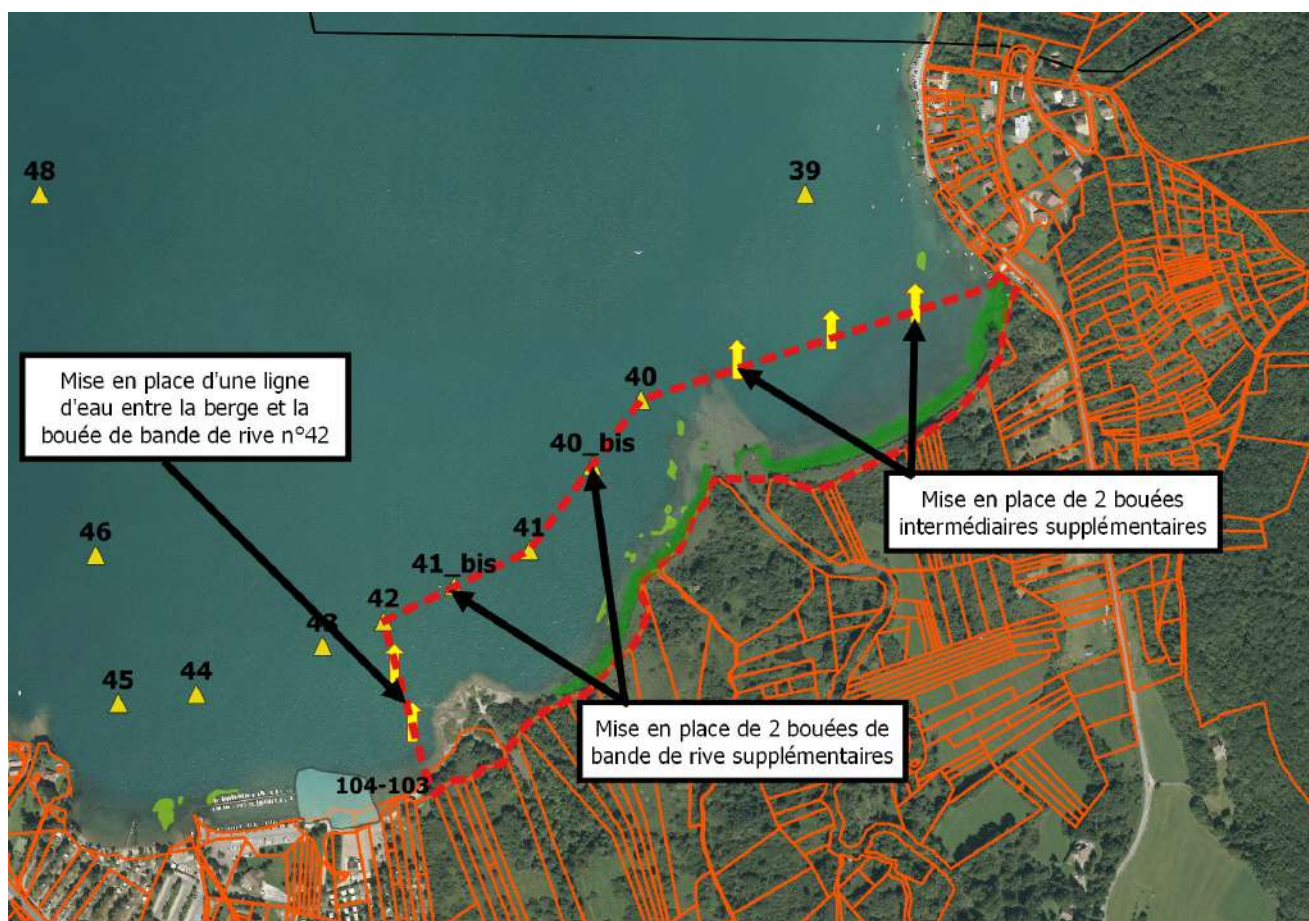 48
39
Mise en place d'une ligne
d'eau entre la berge et la
bouée de bande de rive n°42
40
40_bis
Mise en place de 2 bouées
intermédiaires supplémentaires
41
46
41_bis
42
43
44
45
Mise en place de 2 bouées de
bande de rive supplémentaires
104-103